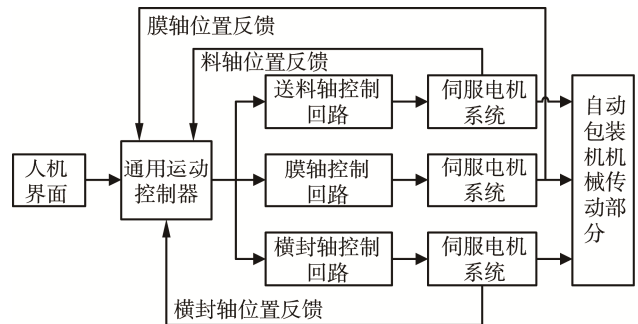 膜轴位置反馈
料轴位置反馈
送料轴控制
回路
伺服电机
系统
人机
界面
通用运动
控制器
膜轴控制
回路
伺服电机
系统
横封轴控制
回路
伺服电机
系统
自动
包装
机机
械传
动部
分
横封轴位置反馈